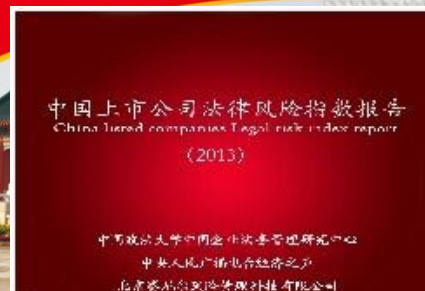 中国上市公司法律风险指数报告
China listed companies Legal risk index report
(2013)
中国政法大学中国企业法务管理研究中心
中央人民广播电台经济之声